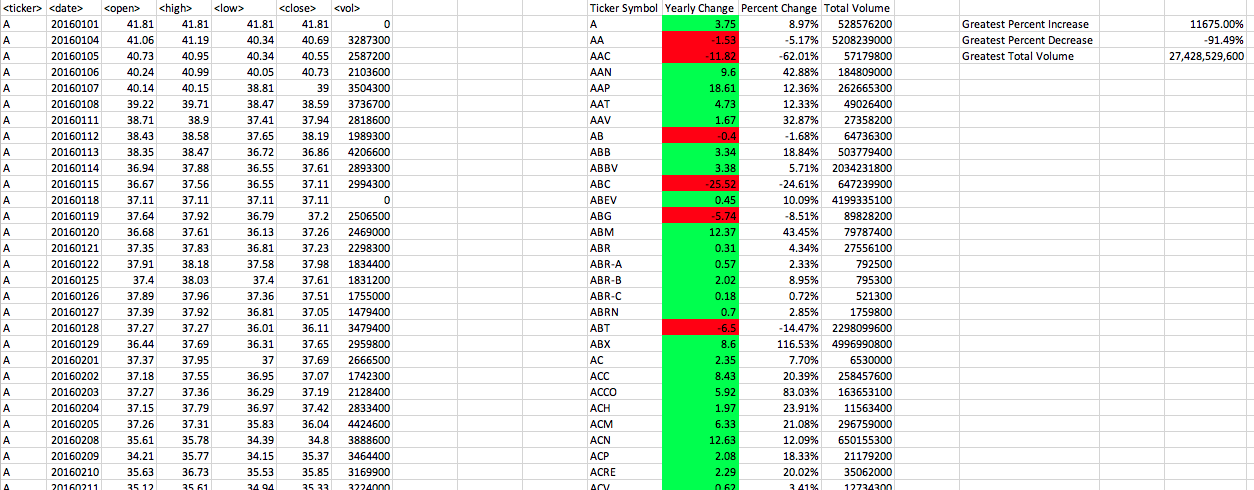 <ticker> <date> <open> <high> <low> <close> <vol> Ticker Symbol Yearly Change Percent Change Total Volume
A 20160101 41.81 41.81 41.81 41.81 0 A 3.75 8.97% 528576200 Greatest Percent Increase 11675.00%
A 20160104 41.06 41.19 40.34 40.69 3287300 AA -1.53 -5.17% 5208239000 Greatest Percent Decrease -91.49%
A 20160105 40.73 40.95 40.34 40.55 2587200 AAC -11.82 -62.01% 57179800 Greatest Total Volume 27,428,529,600
A 20160106 40.24 40.99 40.05 40.73 2103600 AAN 9.6 42.88% 184809000
A 20160107 40.14 40.15 38.81 39 3504300 AAP 18.61 12.36% 262665300
A 20160108 39.22 39.71 38.47 38.59 3736700 AAT 4.73 12.33% 49026400
A 20160111 38.71 38.9 37.41 37.94 2818600 AAV 1.67 32.87% 27358200
A 20160112 38.43 38.58 37.65 38.19 1989300 AB -0.4 -1.68% 64736300
A 20160113 38.35 38.47 36.72 36.86 4206600 ABB 3.34 18.84% 503779400
A 20160114 36.94 37.88 36.55 37.61 2893300 ABBV 3.38 5.71% 2034231800
A 20160115 36.67 37.56 36.55 37.11 2994300 ABC -25.52 -24.61% 647239900
A 20160118 37.11 37.11 37.11 37.11 0 ABEV 0.45 10.09% 4199335100
A 20160119 37.64 37.92 36.79 37.2 2506500 ABG -5.74 -8.51% 89828200
A 20160120 36.68 37.61 36.13 37.26 2469000 ABM 12.37 43.45% 79787400
A 20160121 37.35 37.83 36.81 37.23 2298300 ABR 0.31 4.34% 27556100
A 20160122 37.91 38.18 37.58 37.98 1834400 ABR-A 0.57 2.33% 792500
A 20160125 37.4 38.03 37.4 37.61 1831200 ABR-B 2.02 8.95% 795300
A 20160126 37.89 37.96 37.36 37.51 1755000 ABR-C 0.18 0.72% 521300
A 20160127 37.39 37.92 36.81 37.05 1479400 ABRN 0.7 2.85% 1759800
A 20160128 37.27 37.27 36.01 36.11 3479400 ABT -6.5 -14.47% 2298099600
A 20160129 36.44 37.69 36.31 37.65 2959800 ABX 8.6 116.53% 4996990800
A 20160201 37.37 37.95 37 37.69 2666500 AC 2.35 7.70% 6530000
A 20160202 37.18 37.55 36.95 37.07 1742300 ACC 8.43 20.39% 258457600
A 20160203 37.27 37.36 36.29 37.19 2128400 ACCO 5.92 83.03% 163653100
A 20160204 37.15 37.79 36.97 37.42 2833400 ACH 1.97 23.91% 11563400
A 20160205 37.26 37.31 35.83 36.04 4424600 ACM 6.33 21.08% 296759000
A 20160208 35.61 35.78 34.39 34.8 3888600 ACN 12.63 12.09% 650155300
A 20160209 34.21 35.77 34.15 35.37 3464400 ACP 2.08 18.33% 21179200
A 20160210 35.63 36.73 35.53 35.85 3169900 ACRE 2.29 20.02% 35062000
A 20160211 35.12 35.61 34.94 35.33 3224000 ACV 0.62 3.41% 12734300